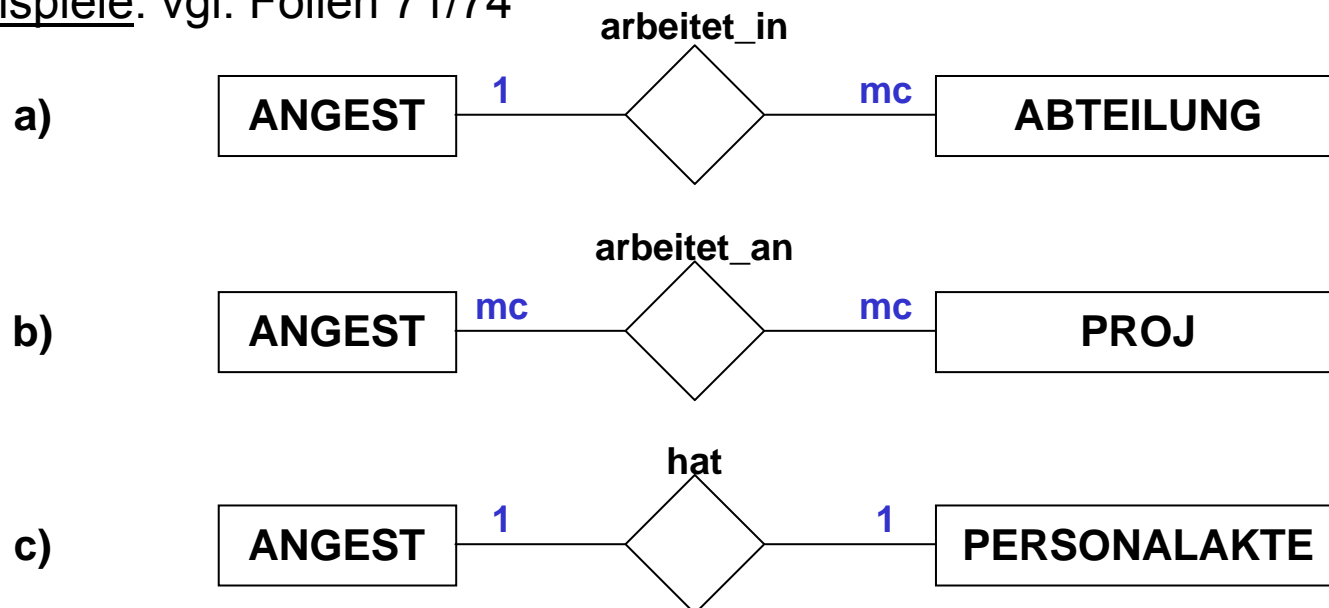 ispiele: vgl. Folien 71/74
arbeitet_in
a) ANGEST 1 mc ABTEILUNG
arbeitet_an
b) ANGEST mc mc PROJ
hat
c) ANGEST 1 1 PERSONALAKTE